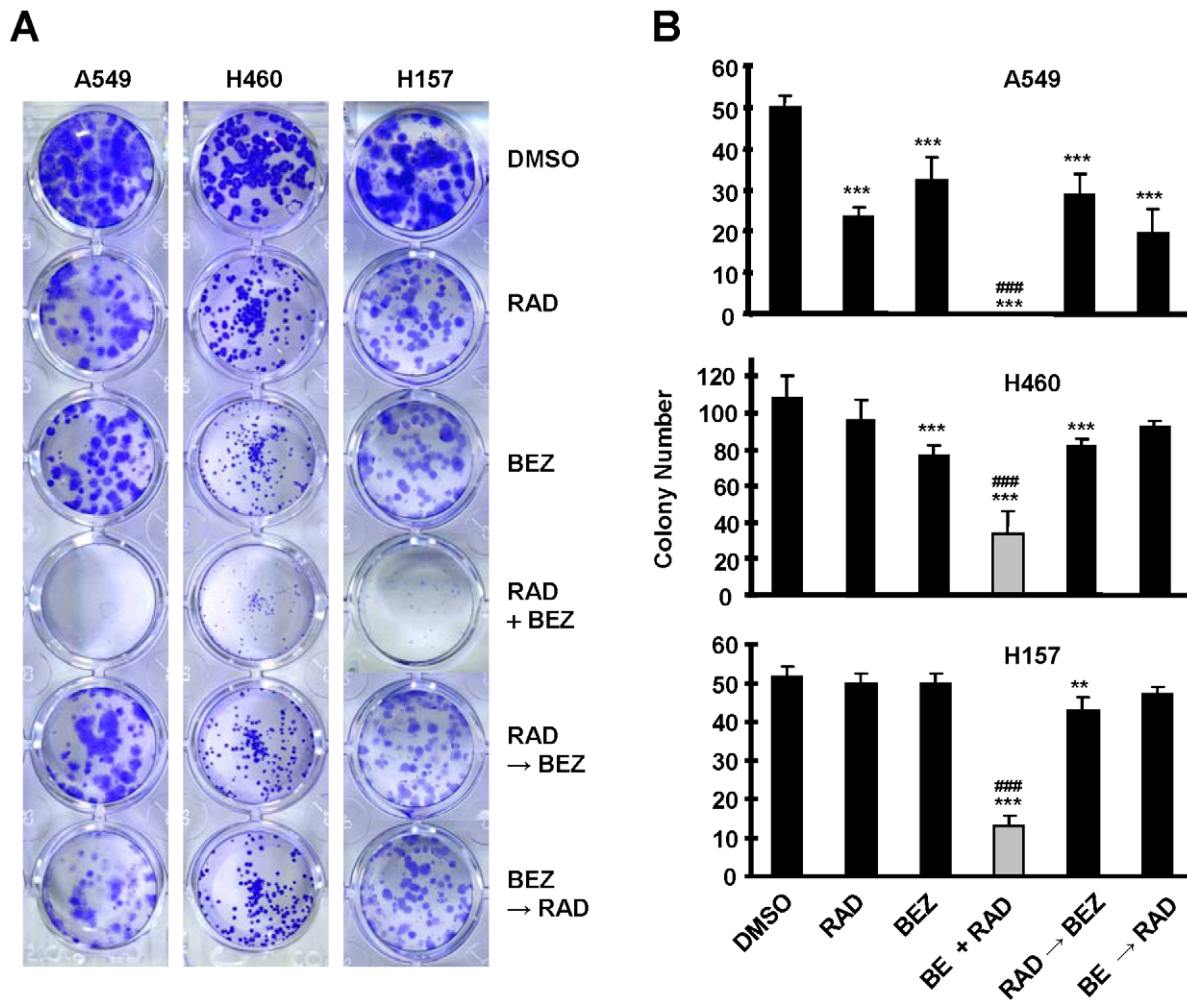 A
A549 H460 H157
DMSO
RAD
BEZ
RAD
+ BEZ
RAD
→ BEZ
BEZ
→ RAD
B
Colony Number
A549
60
50
40
30
20
10
0
***
***
###
***
***
***
H460
120
100
80
60
40
20
0
***
###
***
***
H157
60
50
40
30
20
10
0
###
***
**
DMSO
RAD
BEZ
BE + RAD
RAD → BEZ
BE → RAD